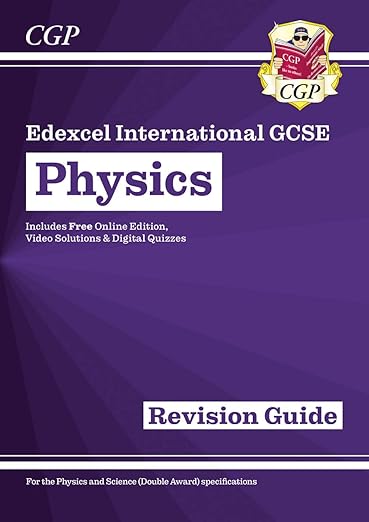 CGP
CGP
CGP
Edexcel International GCSE
Physics
Includes Free Online Edition,
Video Solutions & Digital Quizzes
Revision Guide
For the Physics and Science (Double Award) specifications